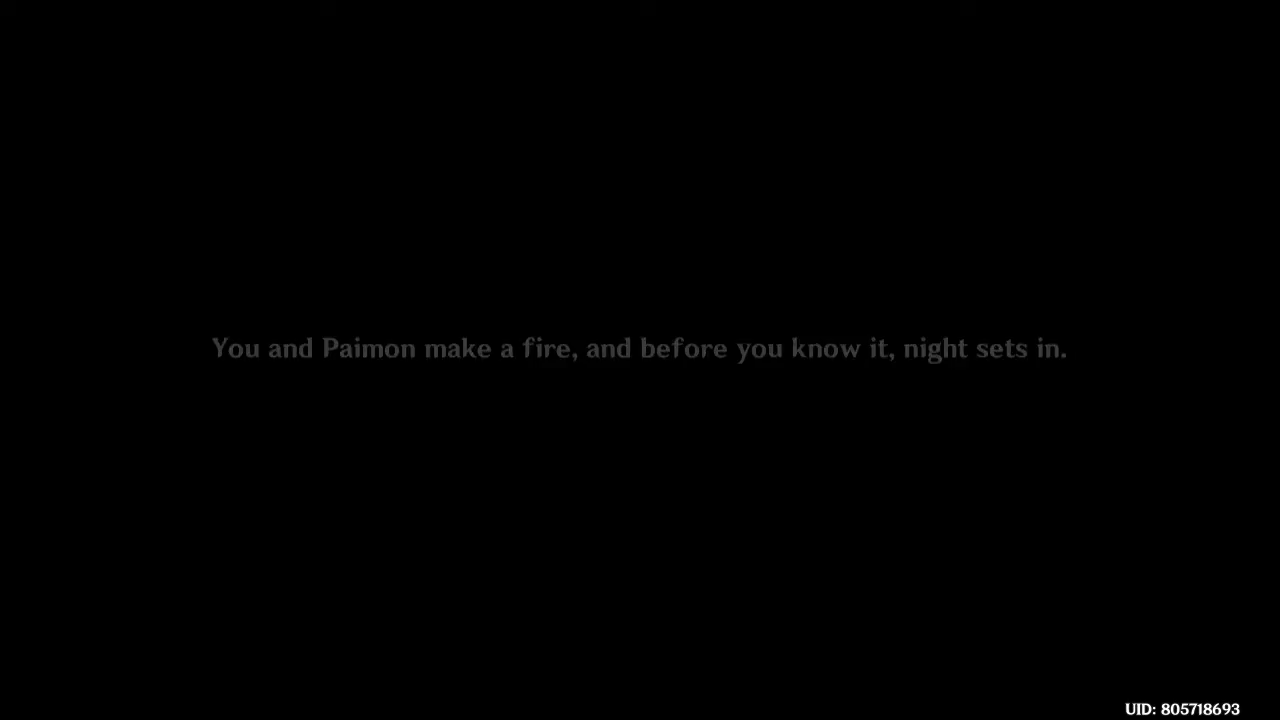 You and Paimon make a fire, and before you know it, night sets in.
UID: 805718693